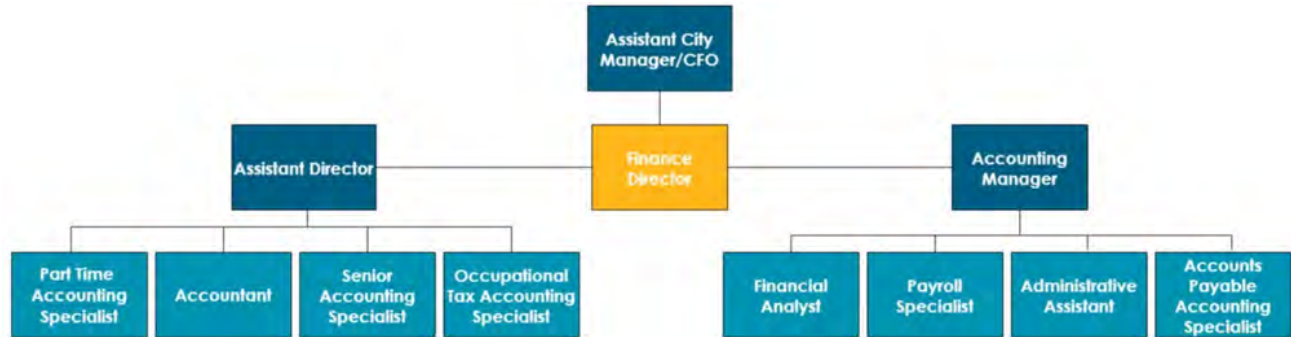 Assistant City
Manager/CFO
Assistant Director
Finance
Director
Accounting
Manager
Part Time
Accounting
Specialist
Accountant
Senior
Accounting
Specialist
Occupational
Tax Accounting
Specialist
Financial
Analyst
Payroll
Specialist
Administrative
Assistant
Accounts
Payable
Accounting
Specialist